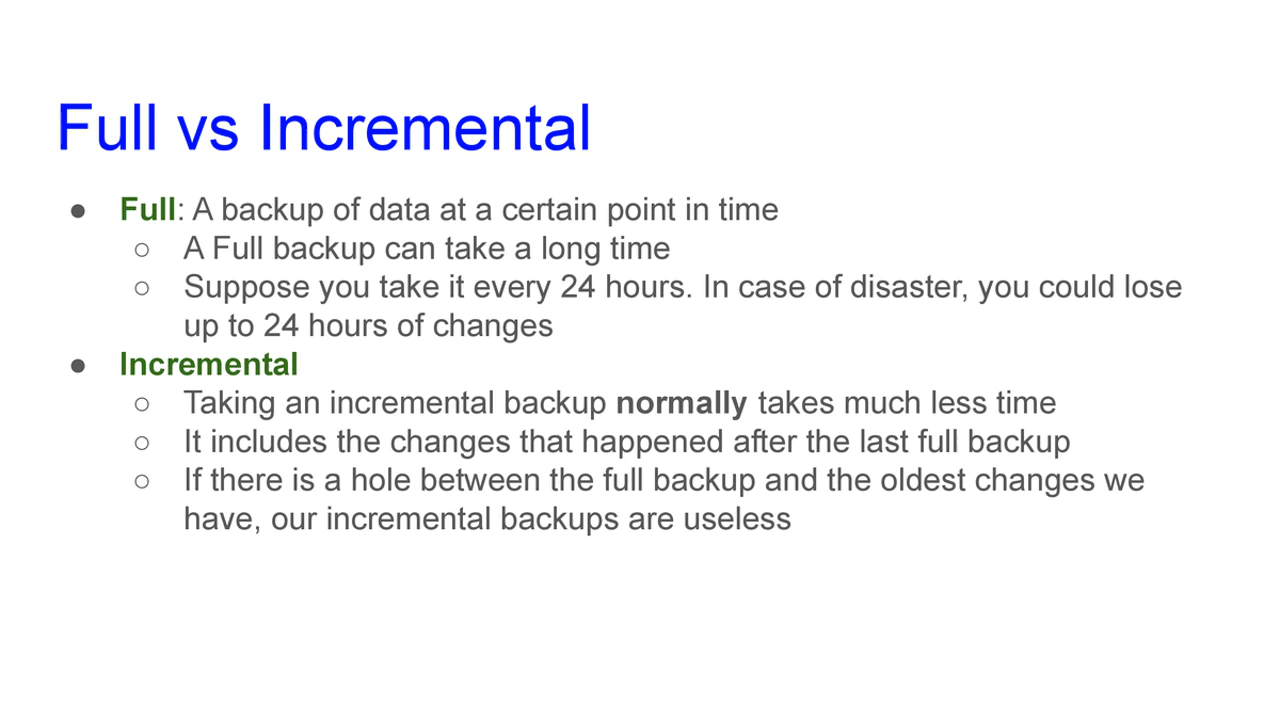 Full vs Incremental
● Full: A backup of data at a certain point in time
○ A Full backup can take a long time
○ Suppose you take it every 24 hours. In case of disaster, you could lose
up to 24 hours of changes
● Incremental
○ Taking an incremental backup normally takes much less time
○ It includes the changes that happened after the last full backup
○ If there is a hole between the full backup and the oldest changes we
have, our incremental backups are useless